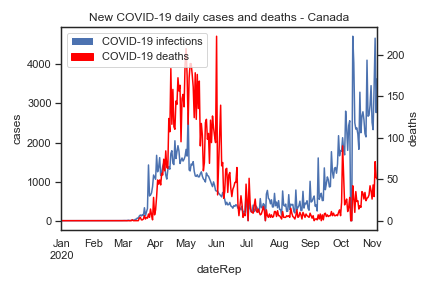 New COVID-19 daily cases and deaths - Canada
COVID-19 infections
COVID-19 deaths
4000
3000
2000
1000
0
cases
200
150
100
50
0
deaths
Jan Feb Mar Apr May Jun Jul Aug Sep Oct Nov
2020
dateRep